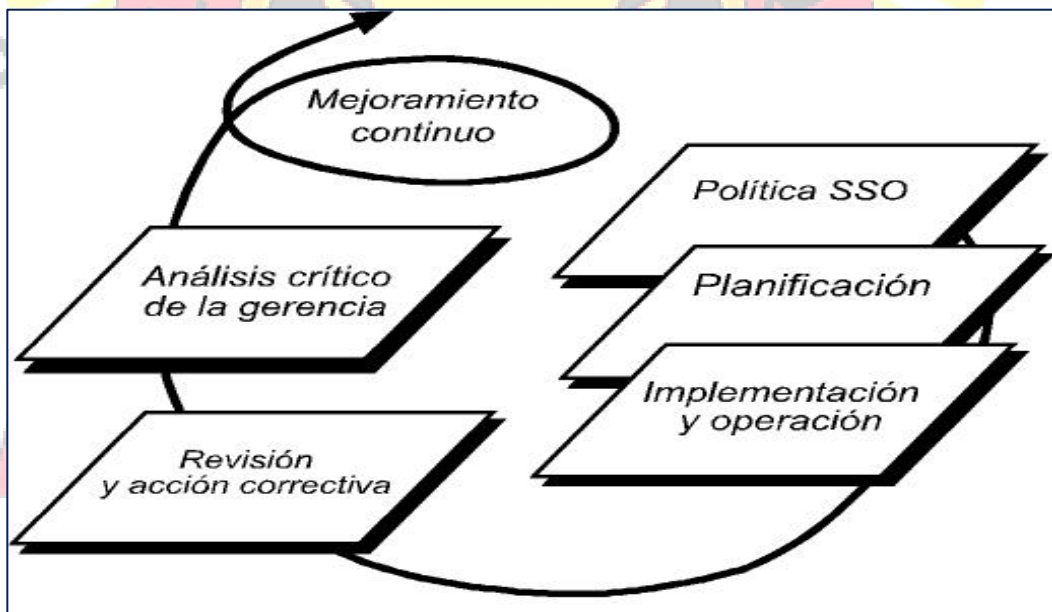 Mejoramiento
continuo
Política SSO
Planificación
Implementación
y operación
Análisis crítico
de la gerencia
Revisión
y acción correctiva